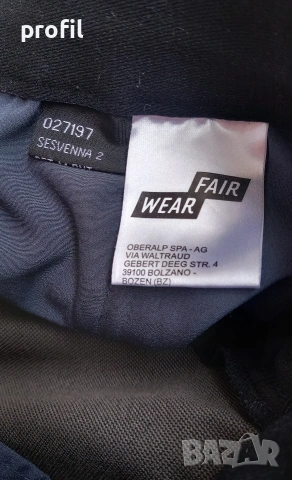 profil
027197
SESVENNA 2
FAIR
WEAR
OBERALP SPA - AG
VIA WALTRAUD
GEBERT DEEG STR. 4
39100 BOLZANO -
BOZEN (BZ)
BAZAR